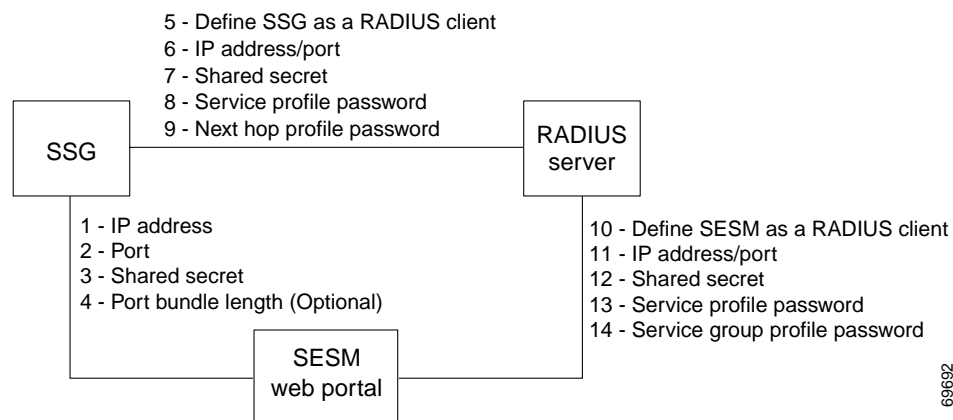 5 - Define SSG as a RADIUS client
6 - IP address/port
7 - Shared secret
8 - Service profile password
9 - Next hop profile password
SSG
RADIUS
server
1 - IP address
2 - Port
3 - Shared secret
4 - Port bundle length (Optional)
10 - Define SESM as a RADIUS client
11 - IP address/port
12 - Shared secret
13 - Service profile password
14 - Service group profile password
SESM
web portal
69692